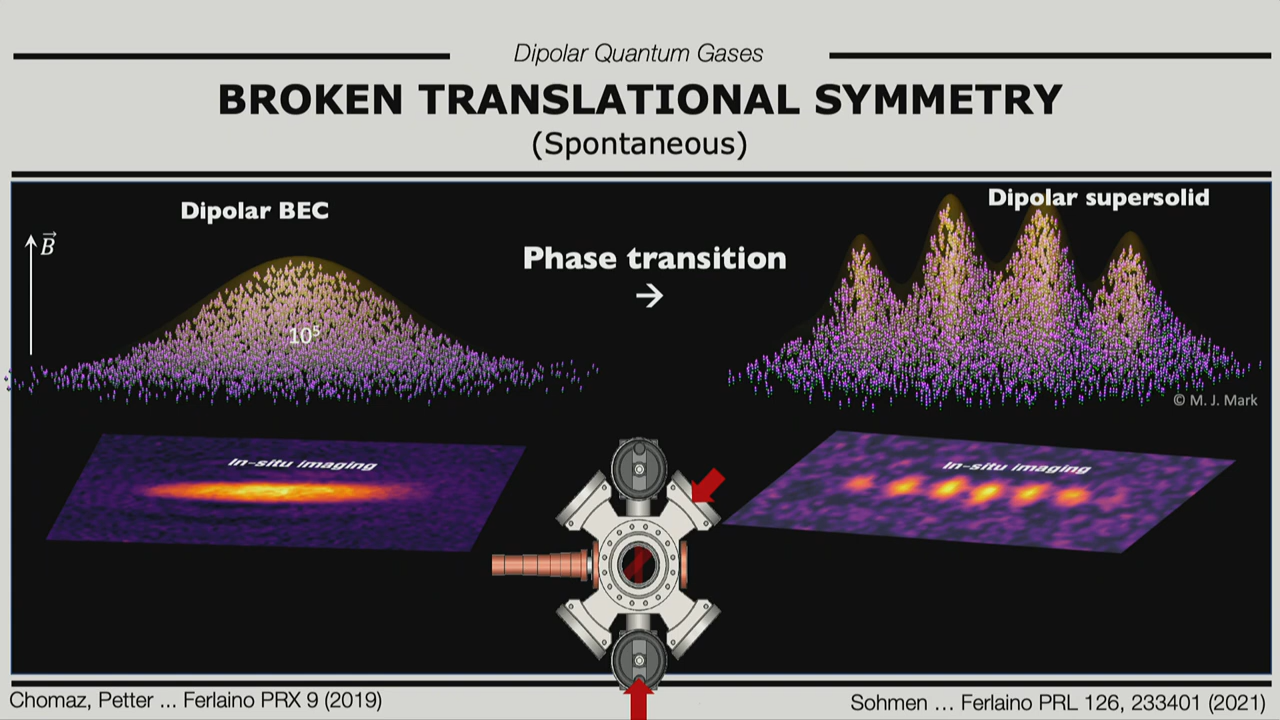 Dipolar Quantum Gases
BROKEN TRANSLATIONAL SYMMETRY
(Spontaneous)
Dipolar BEC
Dipolar supersolid
B
Phase transition
→
10⁵
© M. J. Mark
In-situ imaging
In-situ imaging
Chomaz, Petter ... Ferlaino PRX 9 (2019)
Sohmen ... Ferlaino PRL 126, 233401 (2021)